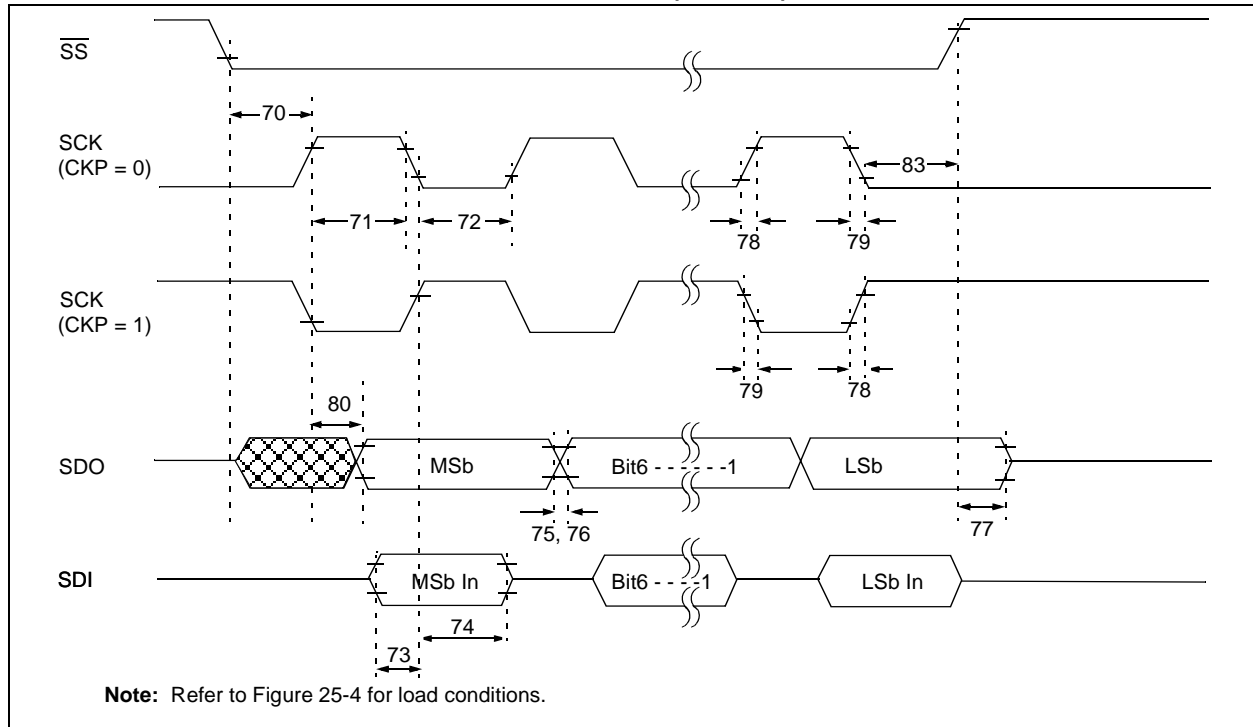 SS
70
SCK
(CKP = 0)
83
71
72
78
79
SCK
(CKP = 1)
79
78
80
SDO
MSb
Bit6 - - - - - -1
LSb
75, 76
77
SDI
MSb In
Bit6 - - - -1
LSb In
74
73
Note: Refer to Figure 25-4 for load conditions.